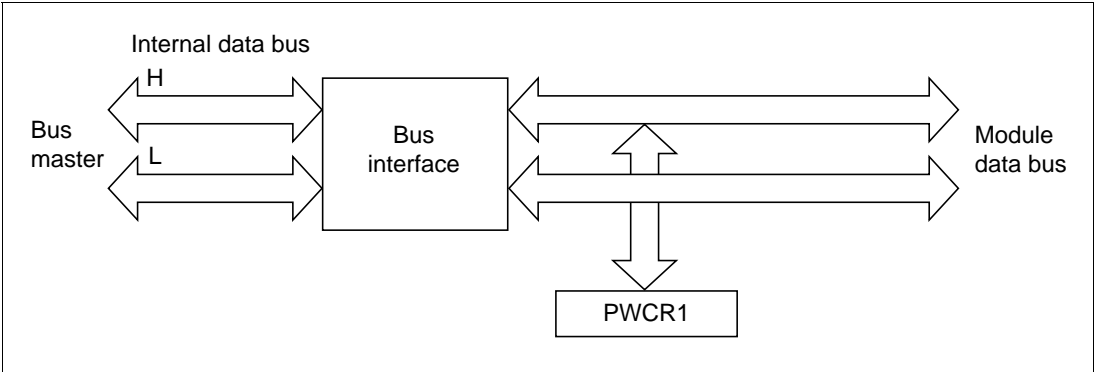 Internal data bus
H
Bus
master
L
Bus
interface
Module
data bus
PWCR1